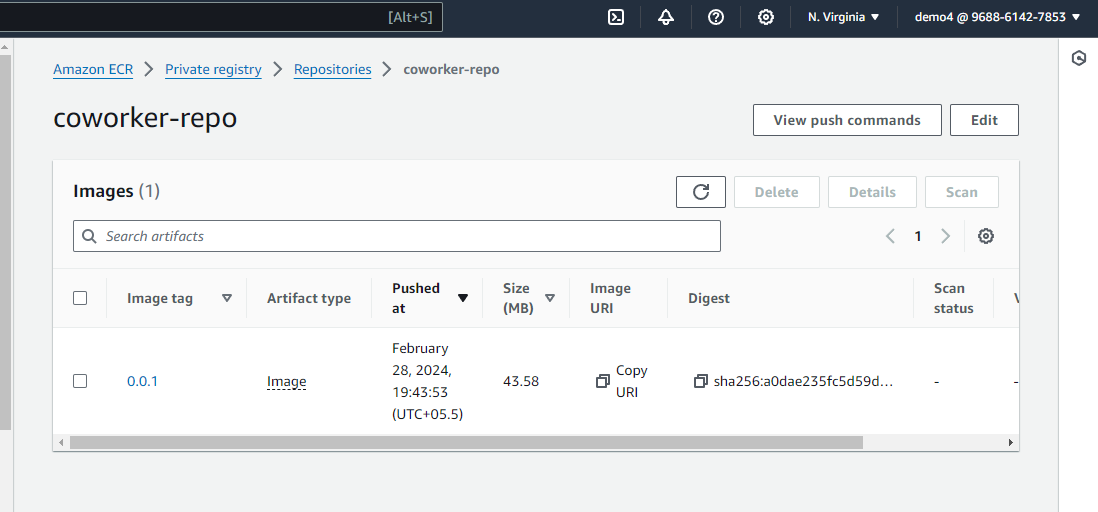 [Alt+S]
N. Virginia
demo4 @ 9688-6142-7853
Amazon ECR
Private registry
Repositories
coworker-repo
coworker-repo
View push commands
Edit
Images (1)
Delete
Details
Scan
Search artifacts
1
Image tag
Artifact type
Pushed
at
Size
(MB)
Image
URI
Digest
Scan
status
0.0.1
Image
February
28, 2024,
19:43:53
(UTC+05.5)
43.58
Copy
URI
sha256:a0dae235fc5d59d...
-
-